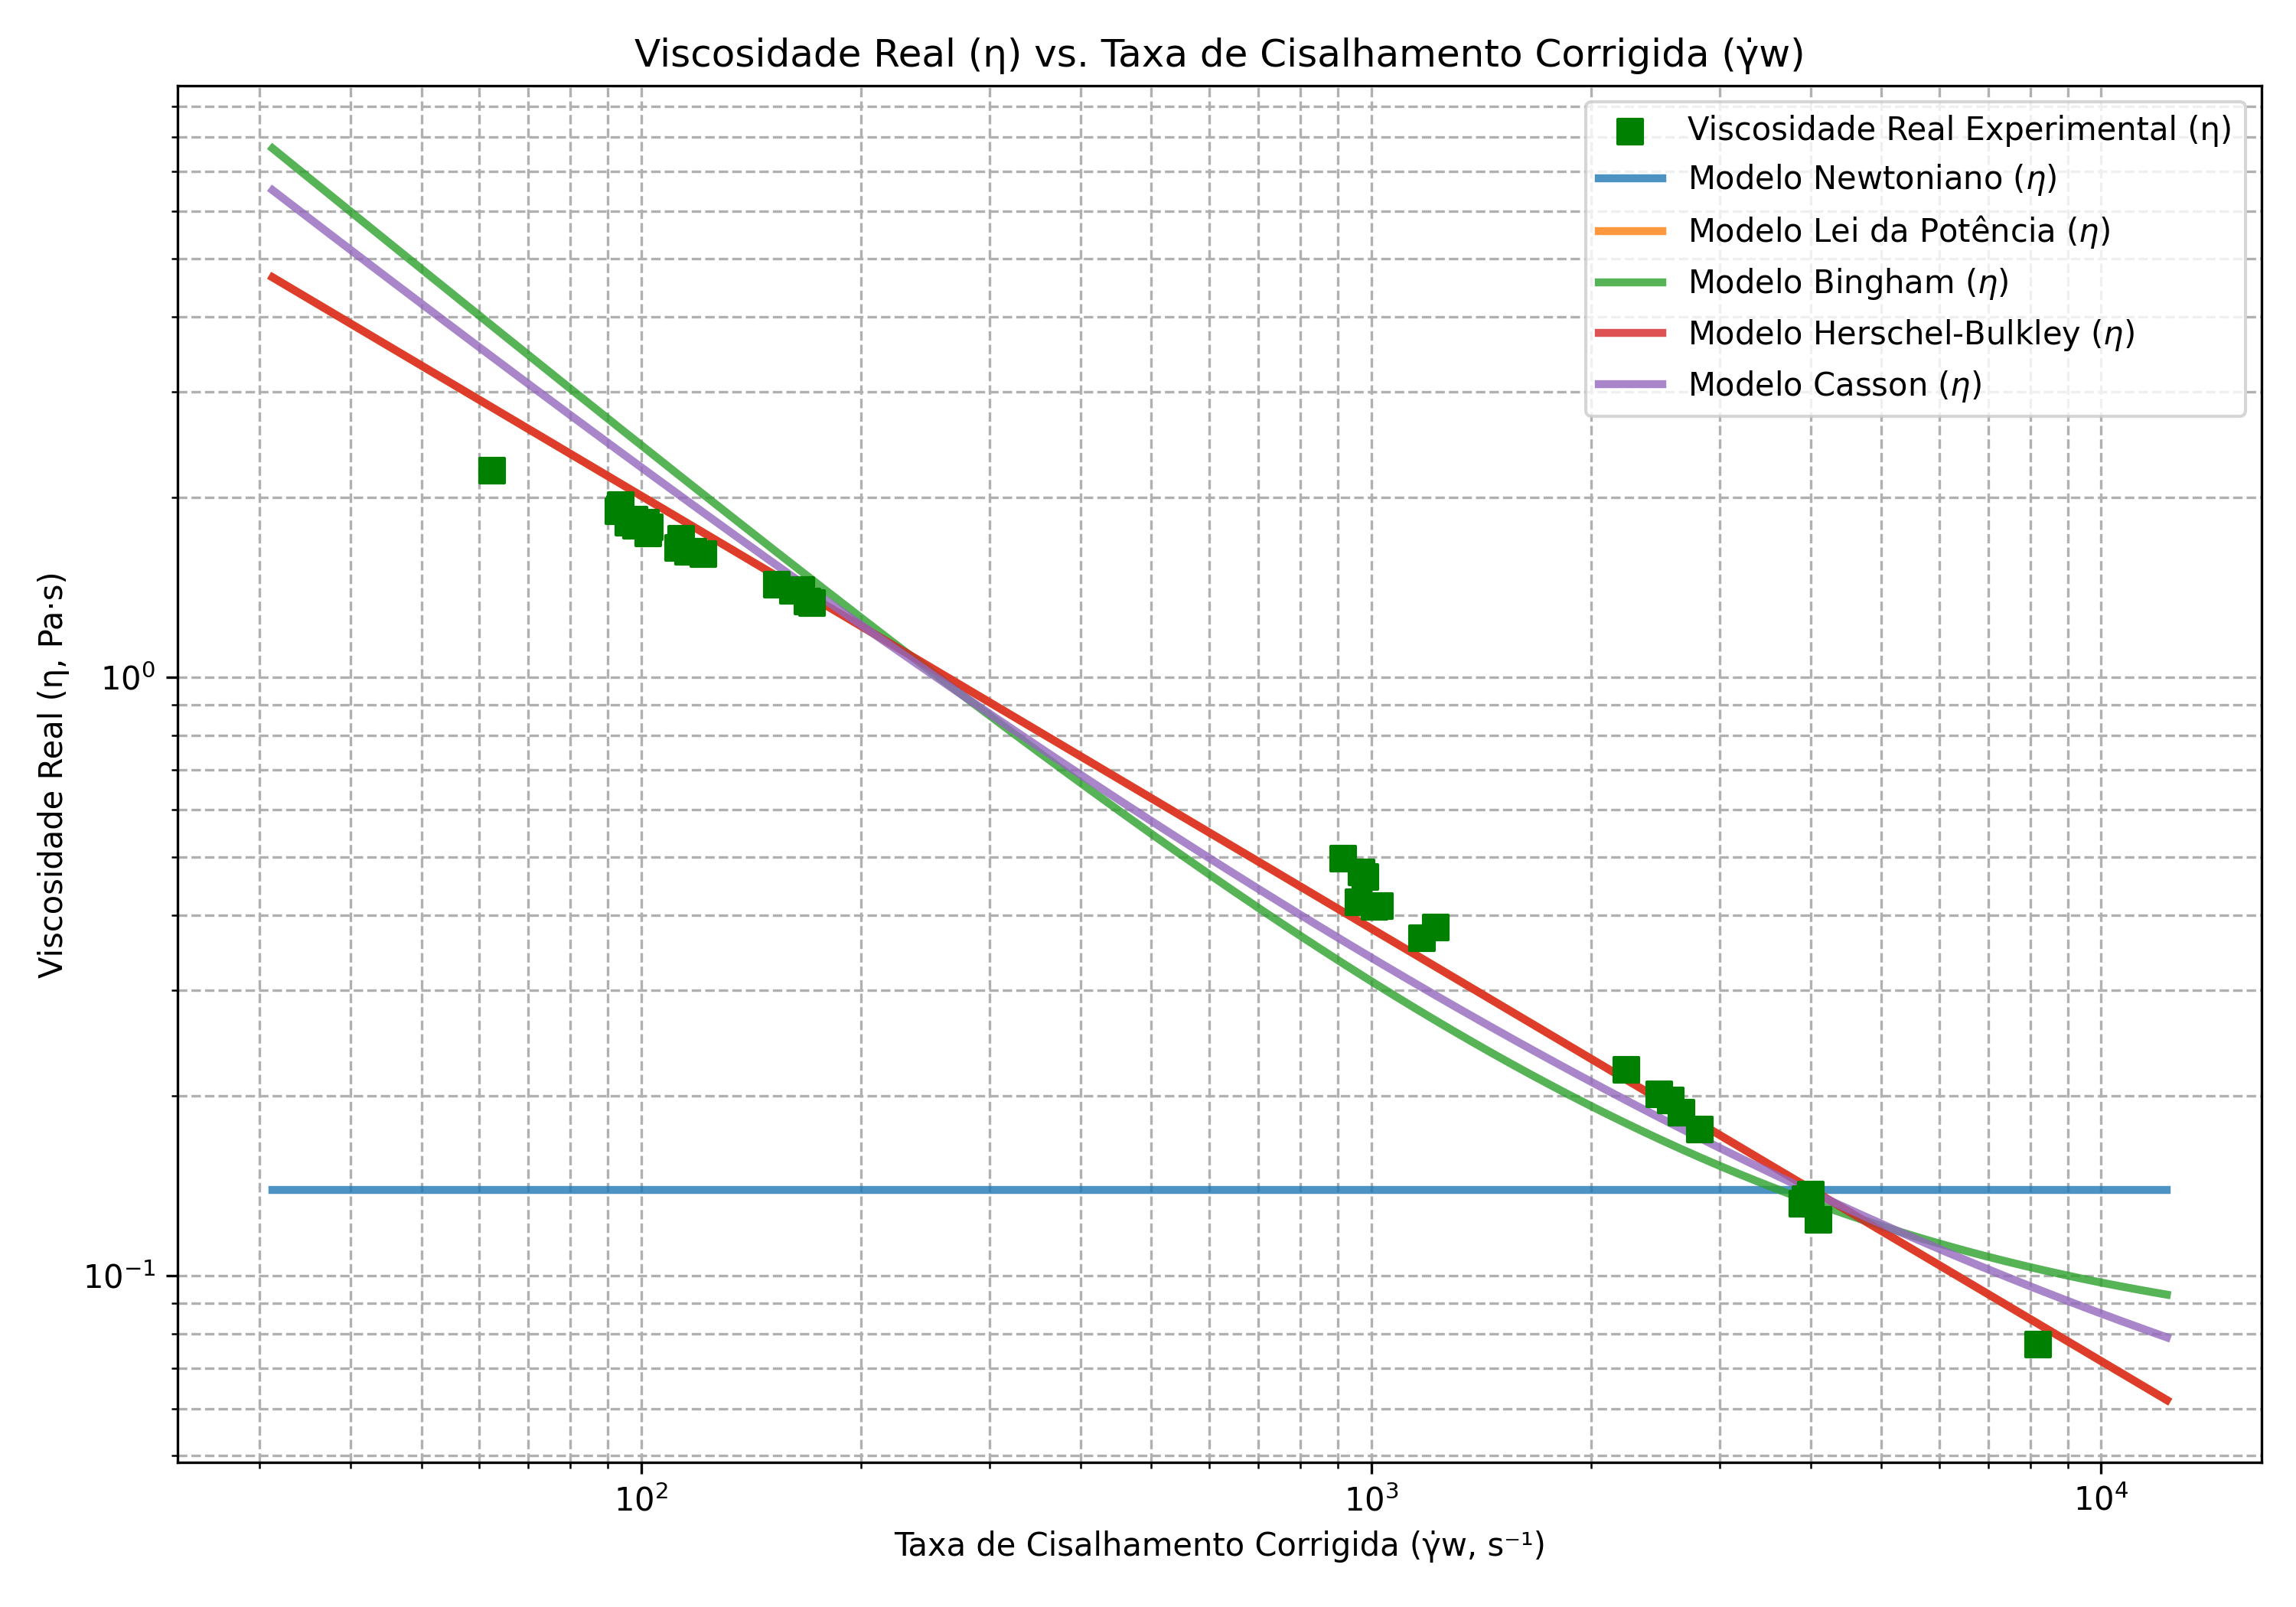 Viscosidade Real (η) vs. Taxa de Cisalhamento Corrigida (γ̇w)
Viscosidade Real Experimental (η)
Modelo Newtoniano (η)
Modelo Lei da Potência (η)
Modelo Bingham (η)
Modelo Herschel-Bulkley (η)
Modelo Casson (η)
Viscosidade Real (η, Pa·s)
10⁰
10⁻¹
10² 10³ 10⁴
Taxa de Cisalhamento Corrigida (γ̇w, s⁻¹)